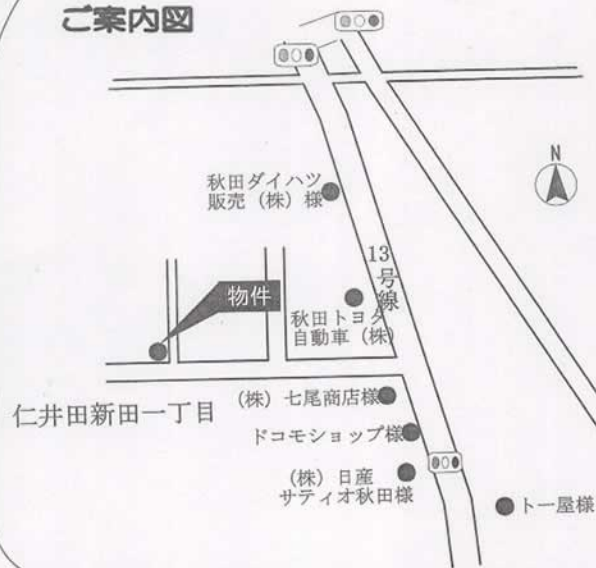 ご案内図
N
秋田ダイハツ
販売（株）様
13号線
物件
秋田トヨタ
自動車（株）
仁井田新田一丁目
（株）七尾商店様
ドコモショップ様
（株）日産
サティオ秋田様
ト一屋様